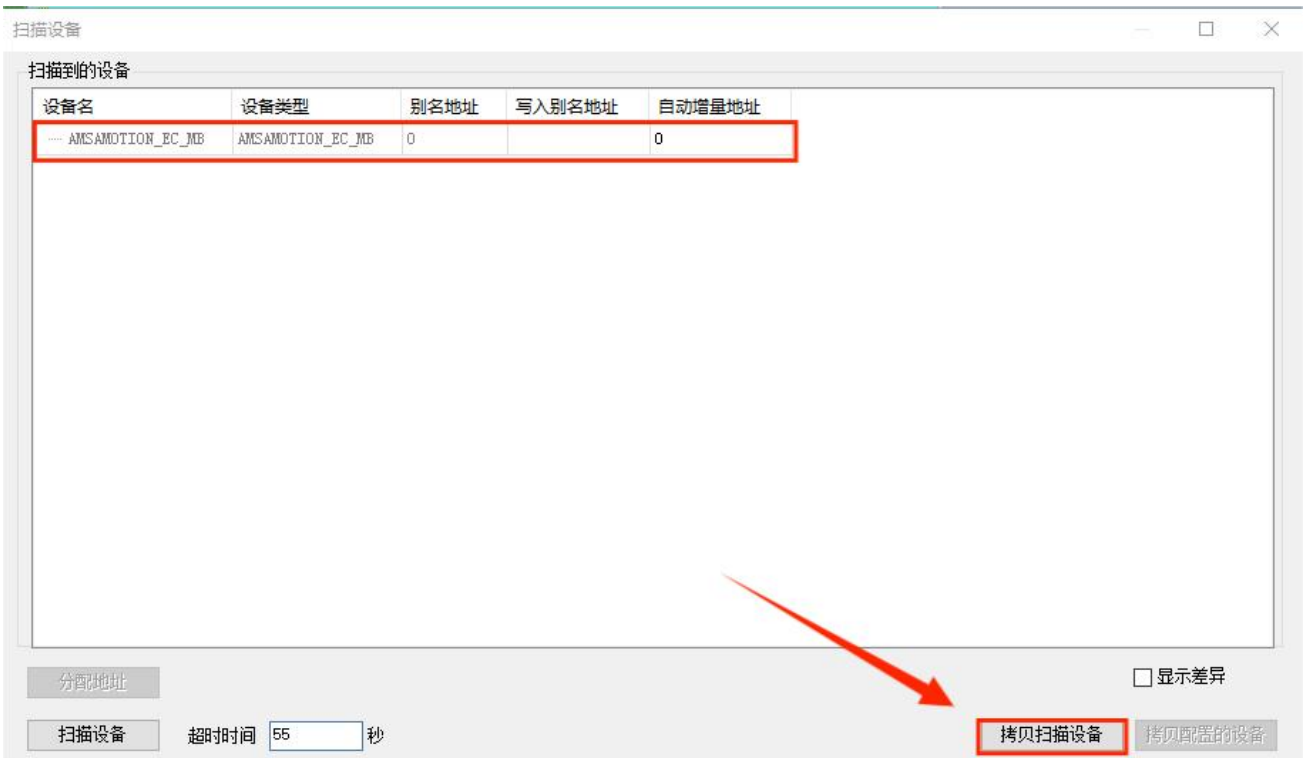 扫描设备
扫描到的设备
设备名 设备类型 别名地址 写入别名地址 自动增量地址
AMSAMOTION_EC_MB AMSAMOTION_EC_MB 0 0
分配地址
显示差异
扫描设备 超时时间 55 秒 拷贝扫描设备 拷贝配置的设备